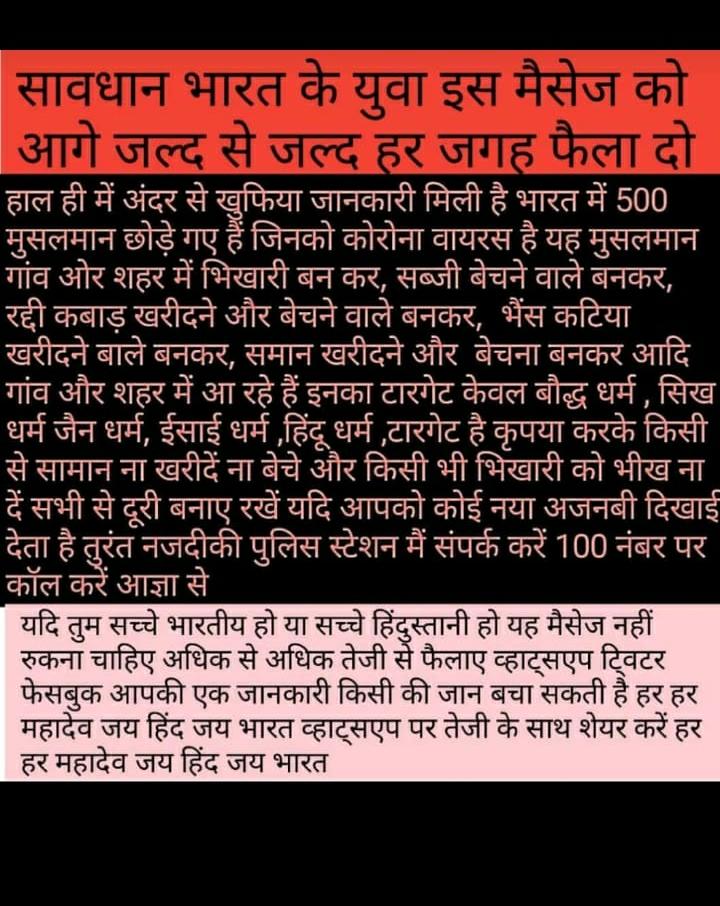 सावधान भारत के युवा इस मैसेज को
आगे जल्द से जल्द हर जगह फैला दो
हाल ही में अंदर से खुफिया जानकारी मिली है भारत में 500
मुसलमान छोड़े गए हैं जिनको कोरोना वायरस है यह मुसलमान
गांव ओर शहर में भिखारी बन कर, सब्जी बेचने वाले बनकर,
रद्दी कबाड़ खरीदने और बेचने वाले बनकर, भैंस कटिया
खरीदने बाले बनकर, समान खरीदने और बेचना बनकर आदि
गांव और शहर में आ रहे हैं इनका टारगेट केवल बौद्ध धर्म , सिख
धर्म जैन धर्म, ईसाई धर्म ,हिंदू धर्म ,टारगेट है कृपया करके किसी
से सामान ना खरीदें ना बेचे और किसी भी भिखारी को भीख ना
दें सभी से दूरी बनाए रखें यदि आपको कोई नया अजनबी दिखाई
देता है तुरंत नजदीकी पुलिस स्टेशन मैं संपर्क करें 100 नंबर पर
कॉल करें आज्ञा से
यदि तुम सच्चे भारतीय हो या सच्चे हिंदुस्तानी हो यह मैसेज नहीं
रुकना चाहिए अधिक से अधिक तेजी से फैलाए व्हाट्सएप ट्विटर
फेसबुक आपकी एक जानकारी किसी की जान बचा सकती है हर हर
महादेव जय हिंद जय भारत व्हाट्सएप पर तेजी के साथ शेयर करें हर
हर महादेव जय हिंद जय भारत